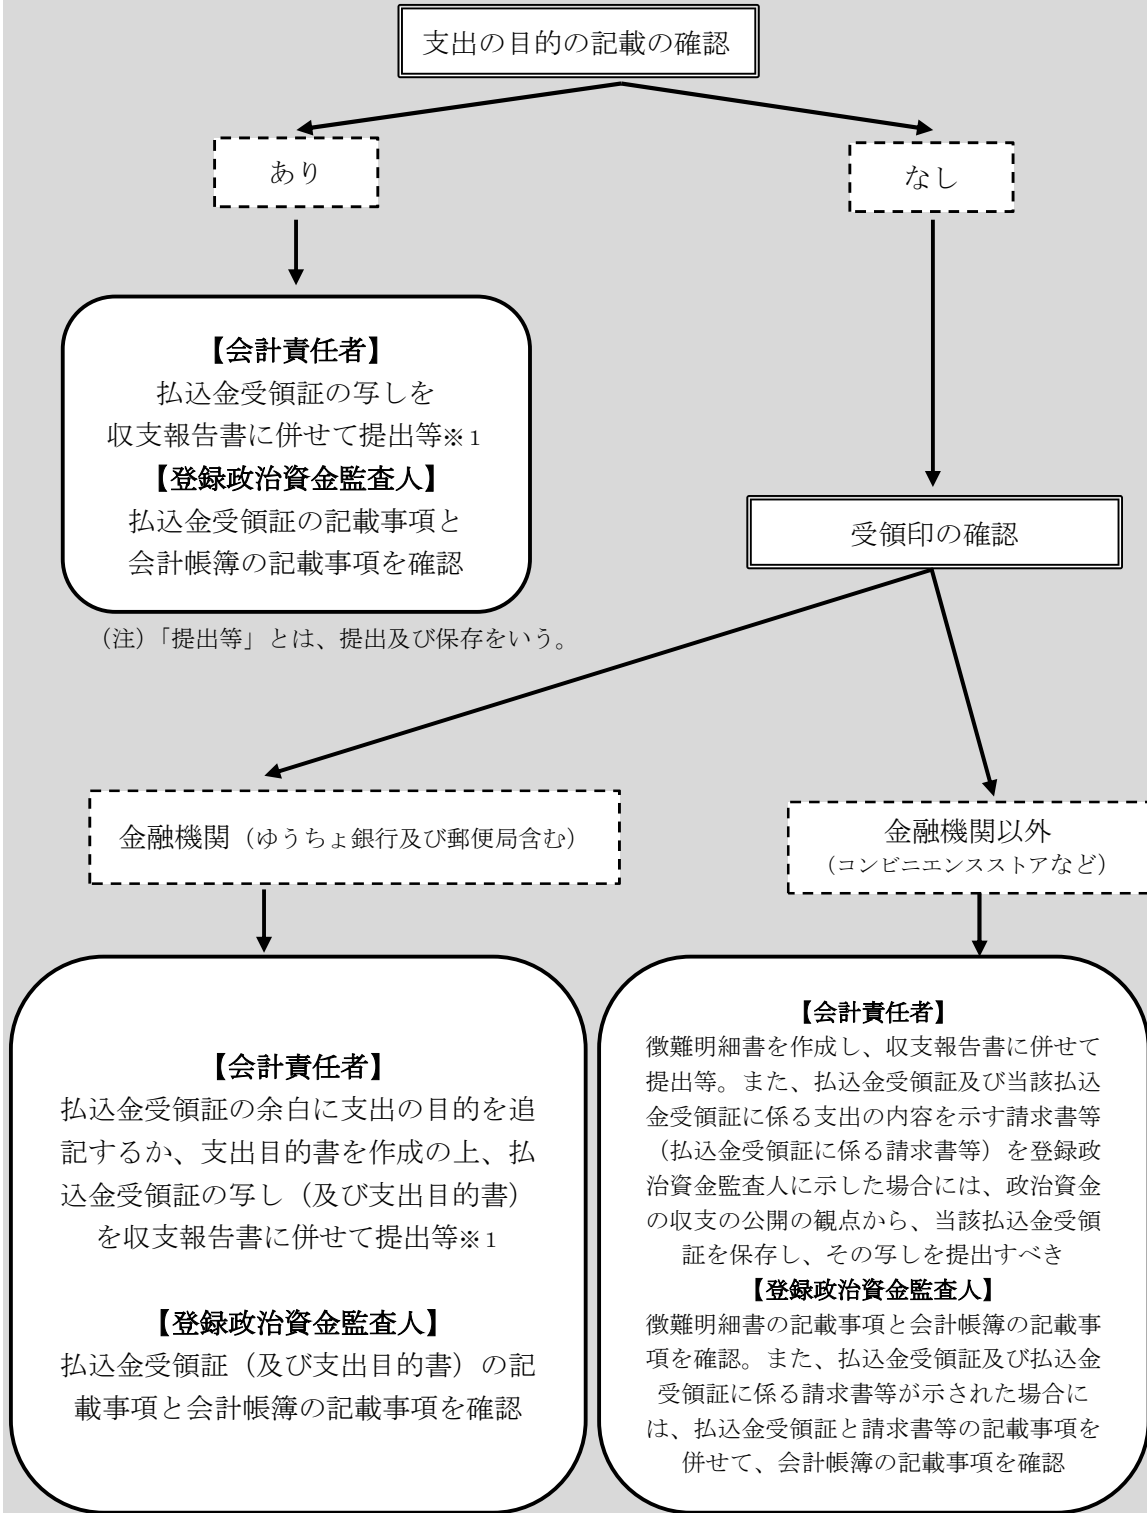 支出の目的の記載の確認
あり
なし
【会計責任者】
払込金受領証の写しを
収支報告書に併せて提出等※1
【登録政治資金監査人】
払込金受領証の記載事項と
会計帳簿の記載事項を確認
受領印の確認
（注）「提出等」とは、提出及び保存をいう。
金融機関（ゆうちょ銀行及び郵便局含む）
金融機関以外
（コンビニエンスストアなど）
【会計責任者】
払込金受領証の余白に支出の目的を追
記するか、支出目的書を作成の上、払
込金受領証の写し（及び支出目的書）
を収支報告書に併せて提出等※1
【登録政治資金監査人】
払込金受領証（及び支出目的書）の記
載事項と会計帳簿の記載事項を確認
【会計責任者】
徴難明細書を作成し、収支報告書に併せて
提出等。また、払込金受領証及び当該払込
金受領証に係る支出の内容を示す請求書等
（払込金受領証に係る請求書等）を登録政
治資金監査人に示した場合には、政治資金
の収支の公開の観点から、当該払込金受領
証を保存し、その写しを提出すべき
【登録政治資金監査人】
徴難明細書の記載事項と会計帳簿の記載事
項を確認。また、払込金受領証及び払込金
受領証に係る請求書等が示された場合に
は、払込金受領証と請求書等の記載事項を
併せて、会計帳簿の記載事項を確認